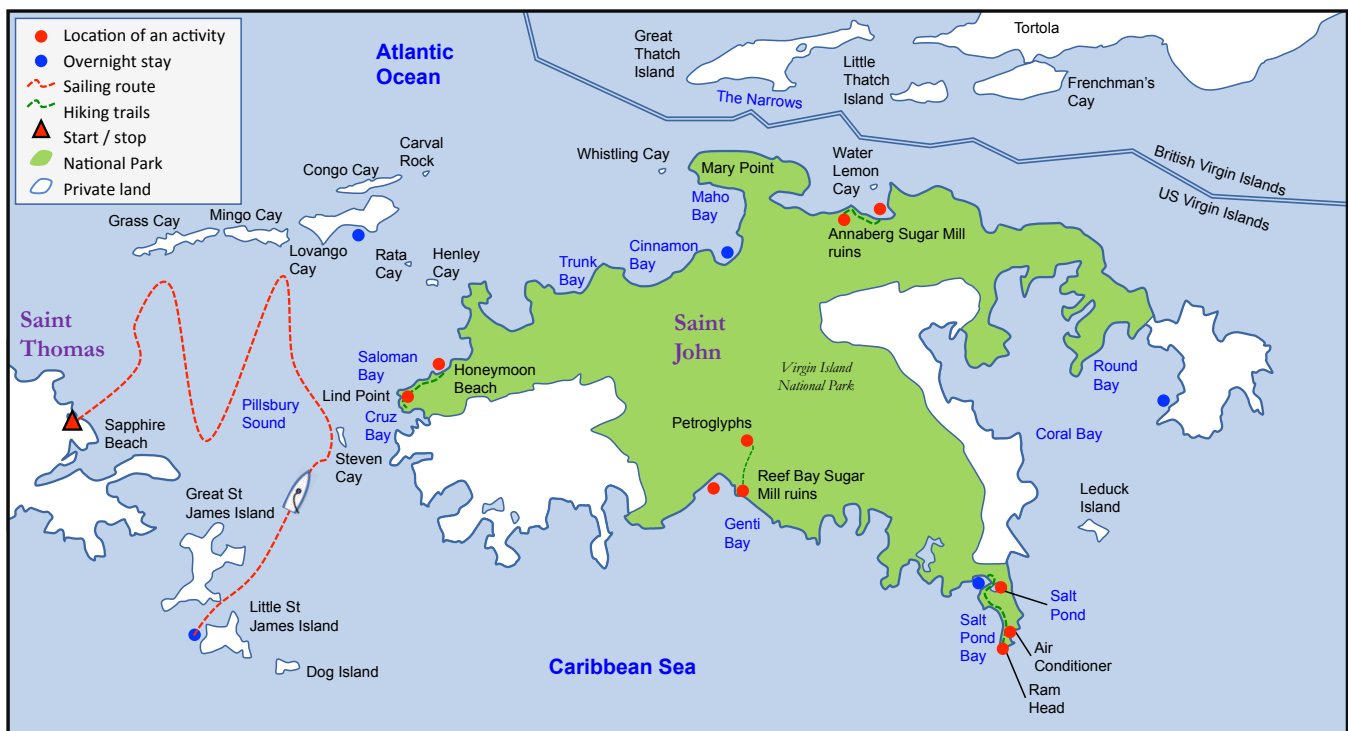 Location of an activity
Overnight stay
Sailing route
Hiking trails
Start / stop
National Park
Private land
Atlantic
Ocean
Great
Thatch
Island
Tortola
Little
Thatch
Island
Frenchman's
Cay
The Narrows
British Virgin Islands
US Virgin Islands
Carval
Rock
Congo Cay
Whistling Cay
Mary Point
Water
Lemon
Cay
Grass Cay
Mingo Cay
Maho
Bay
Annaberg Sugar Mill
ruins
Lovango
Cay
Rata
Cay
Henley
Cay
Trunk
Bay
Cinnamon
Bay
Saint
Thomas
Saint
John
Virgin Island
National Park
Saloman
Bay
Honeymoon
Beach
Lind Point
Cruz
Bay
Round
Bay
Pillsbury
Sound
Sapphire
Beach
Steven
Cay
Petroglyphs
Coral Bay
Reef Bay Sugar
Mill ruins
Great St
James Island
Genti
Bay
Leduck
Island
Little St
James Island
Salt
Pond
Salt
Pond
Bay
Air
Conditioner
Dog Island
Caribbean Sea
Ram
Head